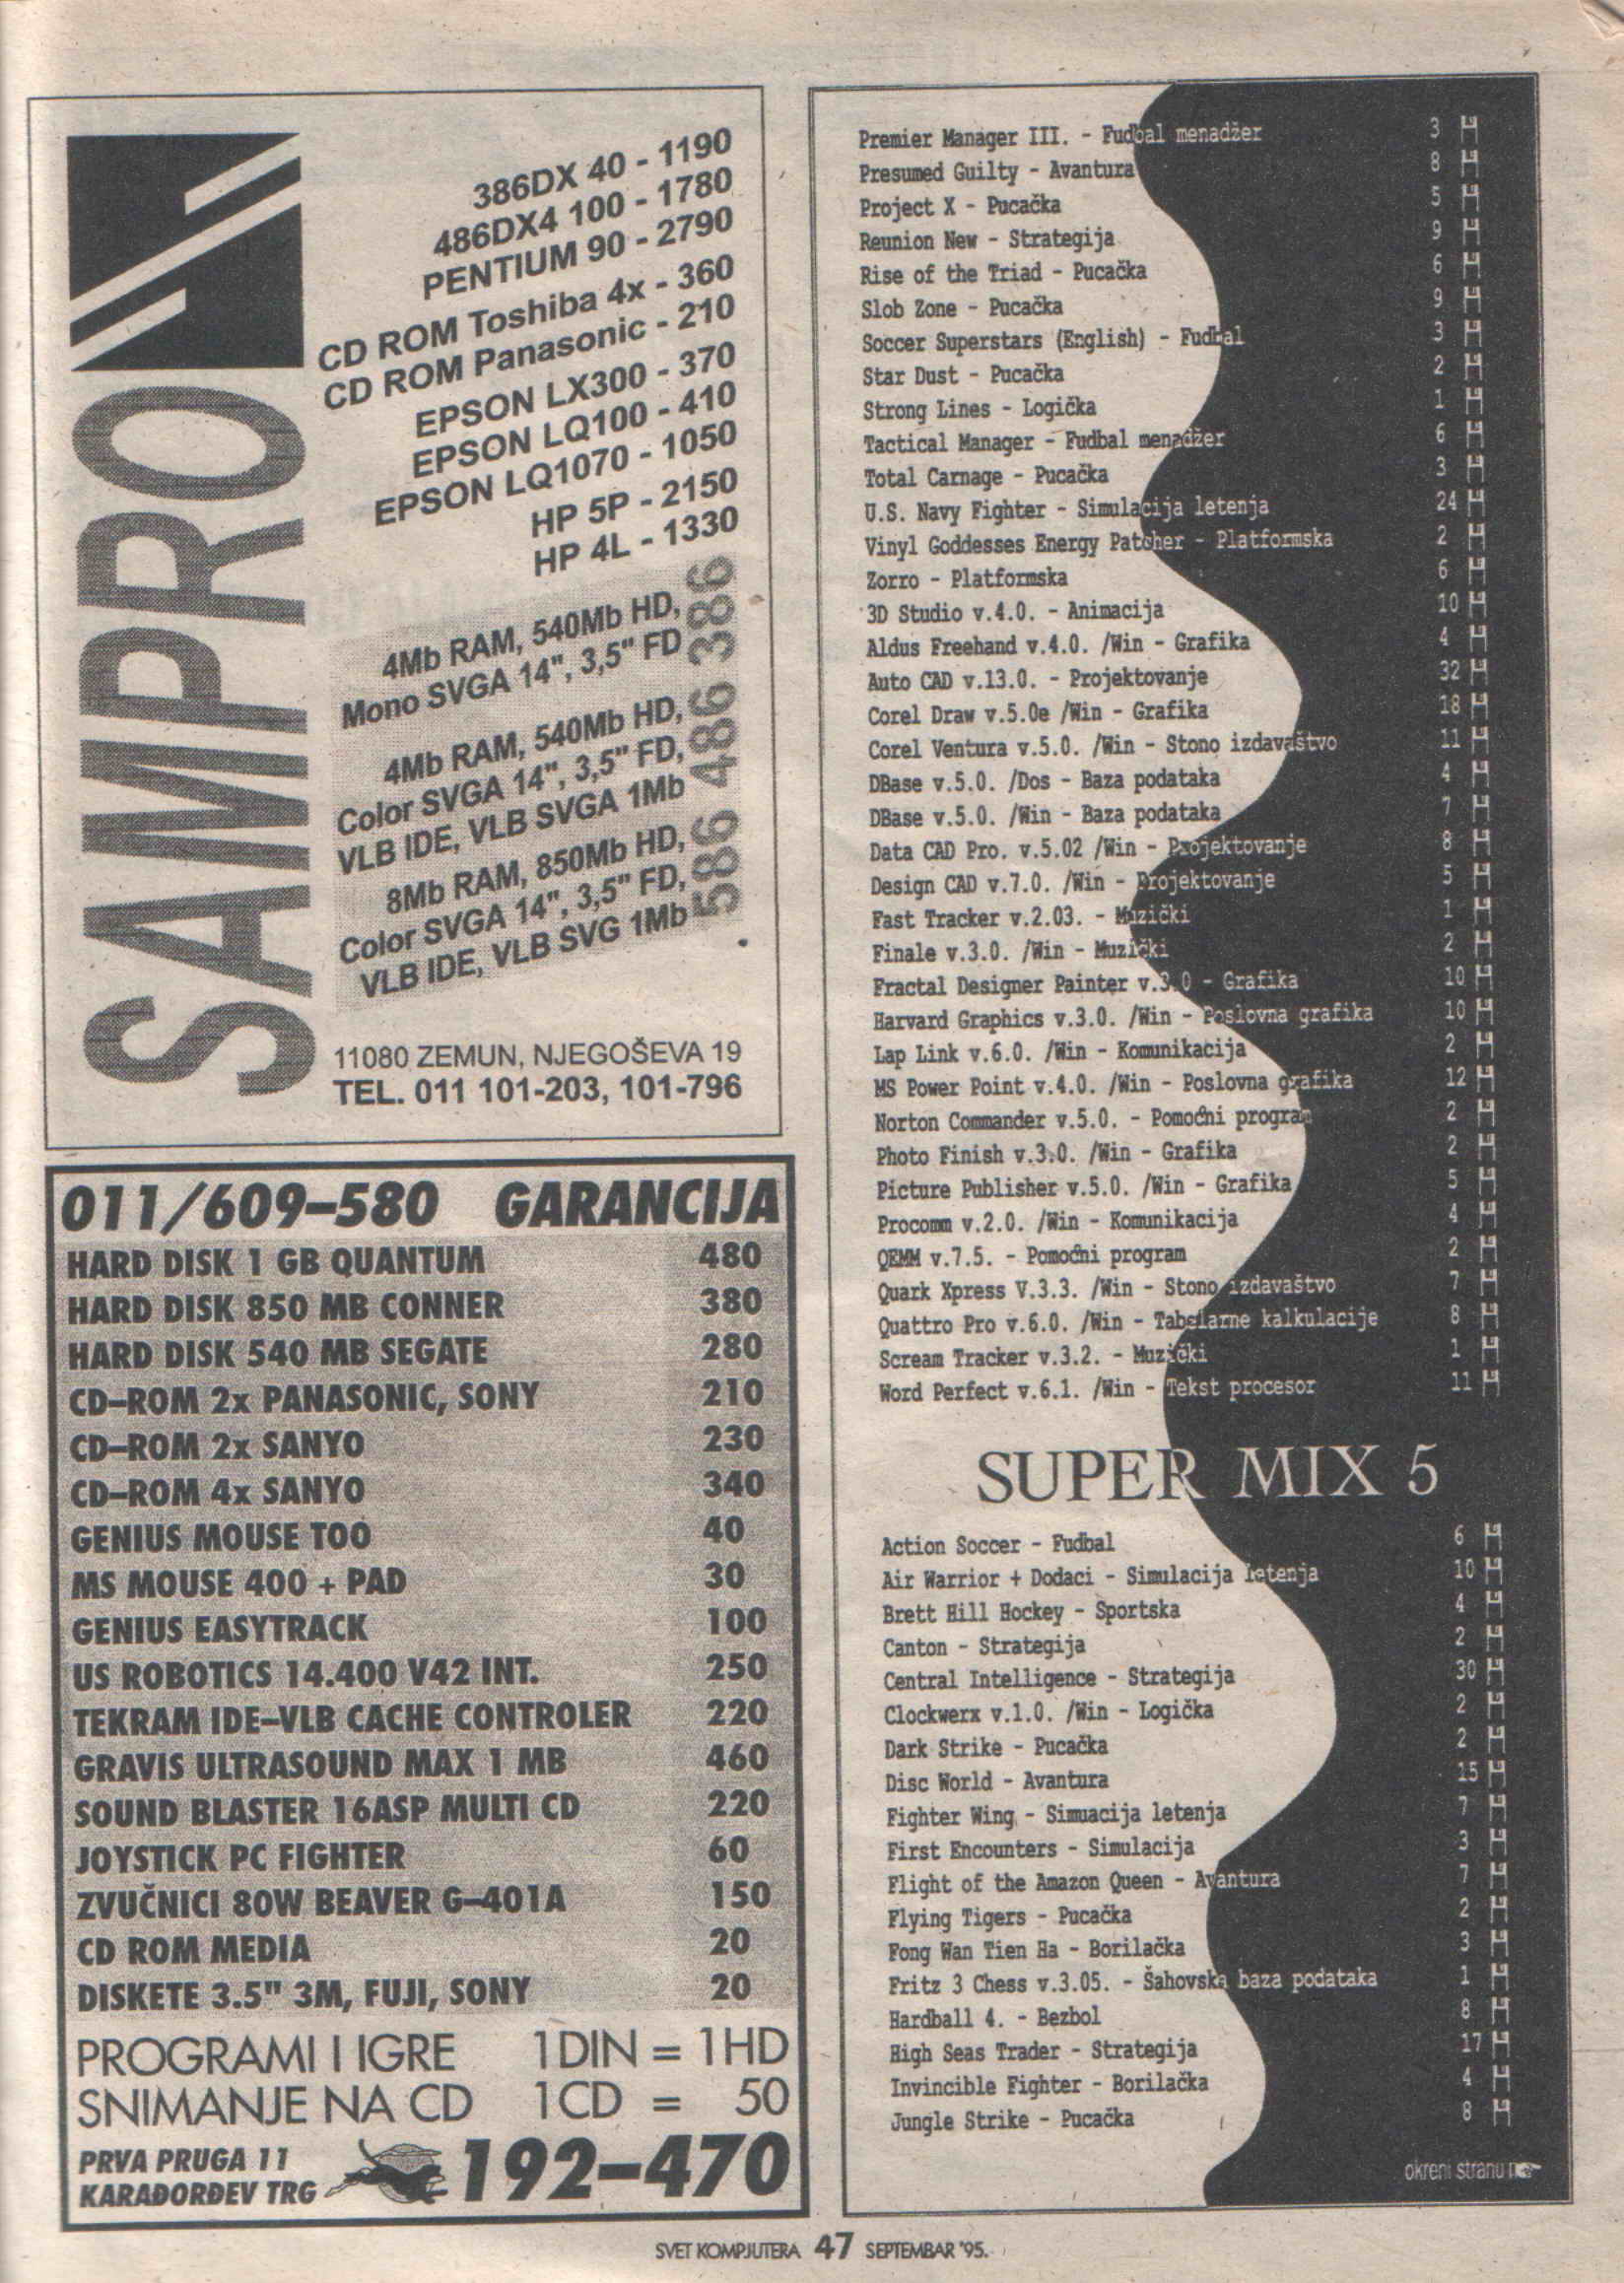 SAMPRO
386DX 40 - 1190
486DX4 100 - 1780
PENTIUM 90 - 2790
CD ROM Toshiba 4x - 360
CD ROM Panasonic - 210
EPSON LX300 - 370
EPSON LQ100 - 410
EPSON LQ1070 - 1050
HP 5P - 2150
HP 4L - 1330
386
4Mb RAM, 540Mb HD,
Mono SVGA 14", 3,5" FD
486
4Mb RAM, 540Mb HD,
Color SVGA 14", 3,5" FD,
VLB IDE, VLB SVGA 1Mb
586
8Mb RAM, 850Mb HD,
Color SVGA 14", 3,5" FD,
VLB IDE, VLB SVG 1Mb
11080 ZEMUN, NJEGOŠEVA 19
TEL. 011 101-203, 101-796
011/609-580 GARANCIJA
HARD DISK 1 GB QUANTUM 480
HARD DISK 850 MB CONNER 380
HARD DISK 540 MB SEGATE 280
CD-ROM 2x PANASONIC, SONY 210
CD-ROM 2x SANYO 230
CD-ROM 4x SANYO 340
GENIUS MOUSE TOO 40
MS MOUSE 400 + PAD 30
GENIUS EASYTRACK 100
US ROBOTICS 14.400 V42 INT. 250
TEKRAM IDE-VLB CACHE CONTROLER 220
GRAVIS ULTRASOUND MAX 1 MB 460
SOUND BLASTER 16ASP MULTI CD 220
JOYSTICK PC FIGHTER 60
ZVUČNICI 80W BEAVER G-401A 150
CD ROM MEDIA 20
DISKETE 3.5" 3M, FUJI, SONY 20
PROGRAMI I IGRE 1 DIN = 1 HD
SNIMANJE NA CD 1 CD = 50
PRVA PRUGA 11
KARAĐORĐEV TRG
192-470
Premier Manager III. - Fudbal menadžer 3
Presumed Guilty - Avantura 8
Project X - Pucačka 5
Reunion New - Strategija 9
Rise of the Triad - Pucačka 6
Slob Zone - Pucačka 9
Soccer Superstars (English) - Fudbal 3
Star Dust - Pucačka 2
Strong Lines - Logička 1
Tactical Manager - Fudbal menadžer 6
Total Carnage - Pucačka 3
U.S. Navy Fighter - Simulacija letenja 24
Vinyl Goddesses Energy Patcher - Platformska 2
Zorro - Platformska 6
3D Studio v.4.0. - Animacija 10
Aldus Freehand v.4.0. /Win - Grafika 4
Auto CAD v.13.0. - Projektovanje 32
Corel Draw v.5.0e /Win - Grafika 18
Corel Ventura v.5.0. /Win - Stono izdavaštvo 11
DBase v.5.0. /Dos - Baza podataka 4
DBase v.5.0. /Win - Baza podataka 7
Data CAD Pro. v.5.02 /Win - Projektovanje 8
Design CAD v.7.0. /Win - Projektovanje 5
Fast Tracker v.2.03. - Muzički 1
Finale v.3.0. /Win - Muzički 2
Fractal Designer Painter v.3.0 - Grafika 10
Harvard Graphics v.3.0. /Win - Poslovna grafika 10
Lap Link v.6.0. /Win - Komunikacija 2
MS Power Point v.4.0. /Win - Poslovna grafika 12
Norton Commander v.5.0. - Pomoćni program 2
Photo Finish v.3.0. /Win - Grafika 2
Picture Publisher v.5.0. /Win - Grafika 5
Procomm v.2.0. /Win - Komunikacija 4
QEMM v.7.5. - Pomoćni program 2
Quark Xpress V.3.3. /Win - Stono izdavaštvo 7
Quattro Pro v.6.0. /Win - Tabelarne kalkulacije 8
Scream Tracker v.3.2. - Muzički 1
Word Perfect v.6.1. /Win - Tekst procesor 11
SUPER MIX 5
Action Soccer - Fudbal 6
Air Warrior + Dodaci - Simulacija letenja 10
Brett Hill Hockey - Sportska 4
Canton - Strategija 2
Central Intelligence - Strategija 30
Clockwerx v.1.0. /Win - Logička 2
Dark Strike - Pucačka 2
Disc World - Avantura 15
Fighter Wing - Simuacija letenja 7
First Encounters - Simulacija 3
Flight of the Amazon Queen - Avantura 7
Flying Tigers - Pucačka 2
Fong Wan Tien Ha - Borilačka 3
Fritz 3 Chess v.3.05. - Šahovska baza podataka 1
Hardball 4. - Bezbol 8
High Seas Trader - Strategija 17
Invincible Fighter - Borilačka 4
Jungle Strike - Pucačka 8
okreni stranu
SVET KOMPJUTERA 47 SEPTEMBAR '95.